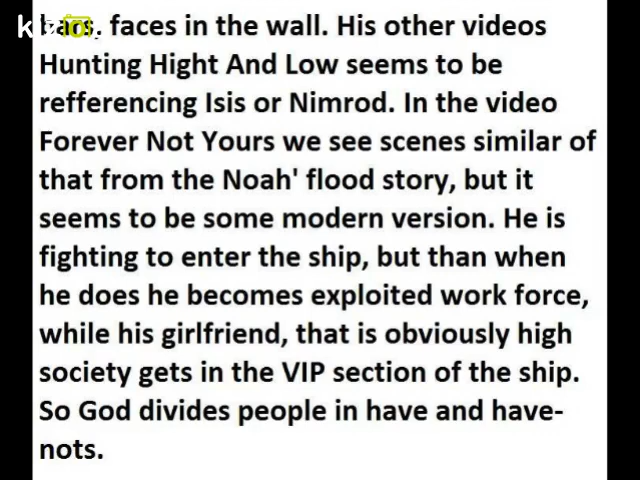 faces in the wall. His other videos
Hunting Hight And Low seems to be
refferencing Isis or Nimrod. In the video
Forever Not Yours we see scenes similar of
that from the Noah' flood story, but it
seems to be some modern version. He is
fighting to enter the ship, but than when
he does he becomes exploited work force,
while his girlfriend, that is obviously high
society gets in the VIP section of the ship.
So God divides people in have and have-
nots.